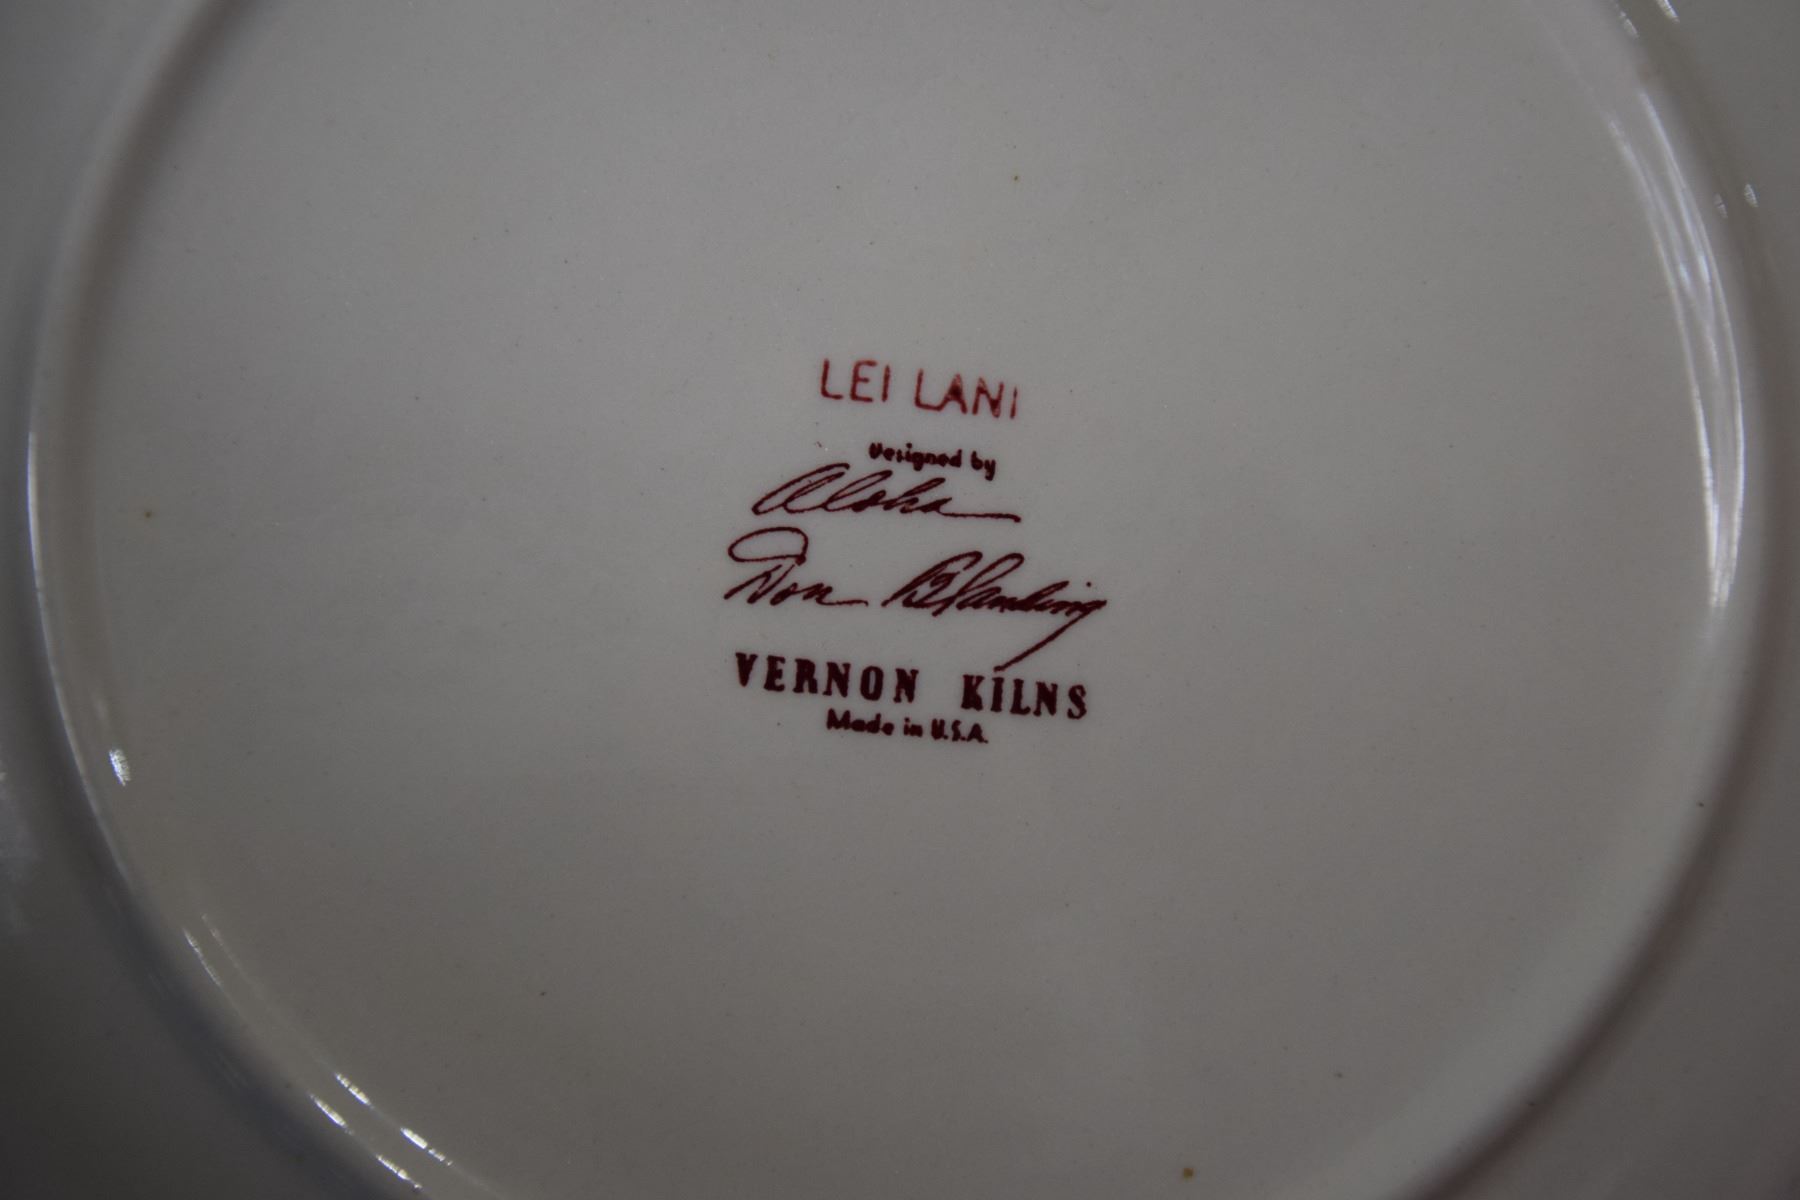 LEI LANI
Designed by
Aloha
Don Blanding
VERNON KILNS
Made in U.S.A.